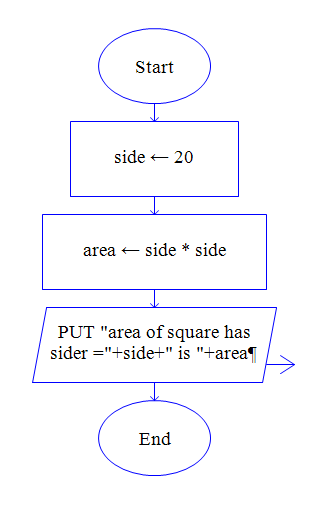 Start
side ← 20
area ← side * side
PUT "area of square has
sider ="+side+" is "+area¶
End